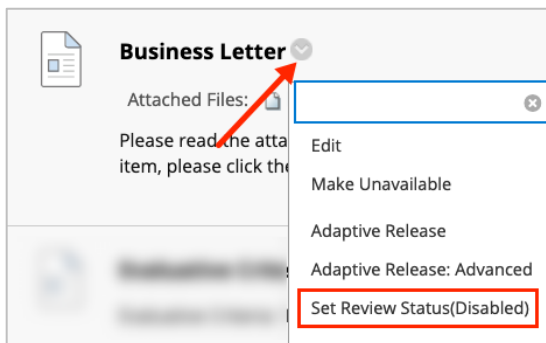 Business Letter
Attached Files:
Please read the atta
item, please click the
Edit
Make Unavailable
Adaptive Release
Adaptive Release: Advanced
Set Review Status(Disabled)